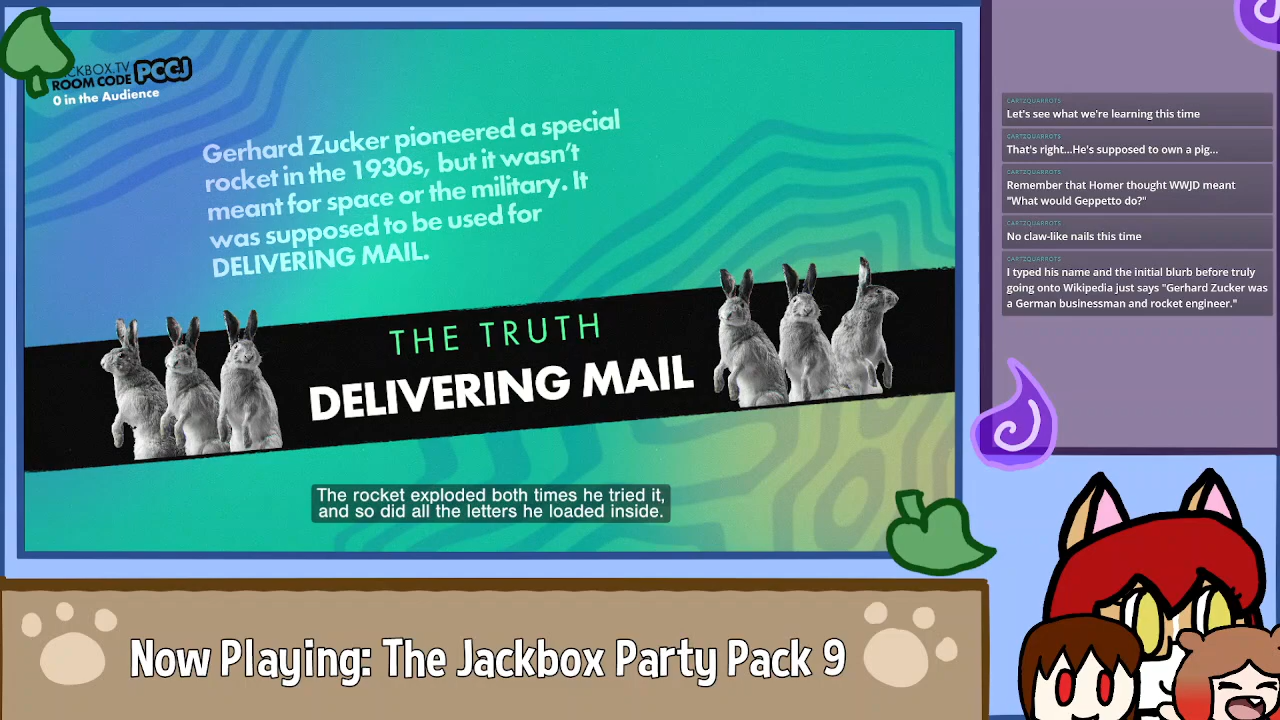 JACKBOX.TV
ROOM CODE PCGJ
0 in the Audience
Gerhard Zucker pioneered a special
rocket in the 1930s, but it wasn't
meant for space or the military. It
was supposed to be used for
DELIVERING MAIL.
THE TRUTH
DELIVERING MAIL
The rocket exploded both times he tried it,
and so did all the letters he loaded inside.
CARTZQUARROTS
Let's see what we're learning this time
CARTZQUARROTS
That's right...He's supposed to own a pig...
CARTZQUARROTS
Remember that Homer thought WWJD meant
"What would Geppetto do?"
CARTZQUARROTS
No claw-like nails this time
CARTZQUARROTS
I typed his name and the initial blurb before truly
going onto Wikipedia just says "Gerhard Zucker was
a German businessman and rocket engineer."
Now Playing: The Jackbox Party Pack 9